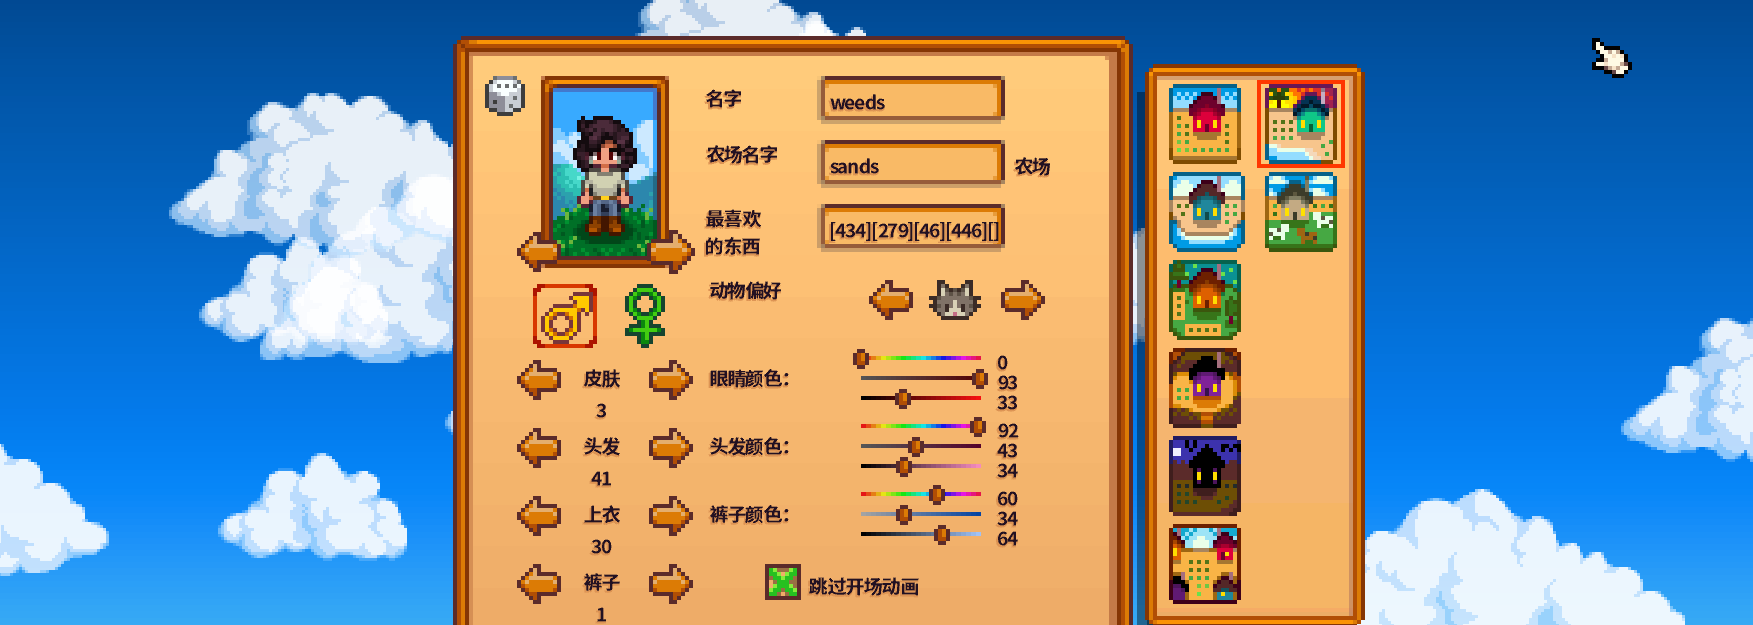 名字
weeds
农场名字
sands
农场
最喜欢
的东西
[434][279][46][446][]
动物偏好
皮肤
3
眼睛颜色：
0
93
33
头发
41
头发颜色：
92
43
34
上衣
30
裤子颜色：
60
34
64
裤子
1
跳过开场动画